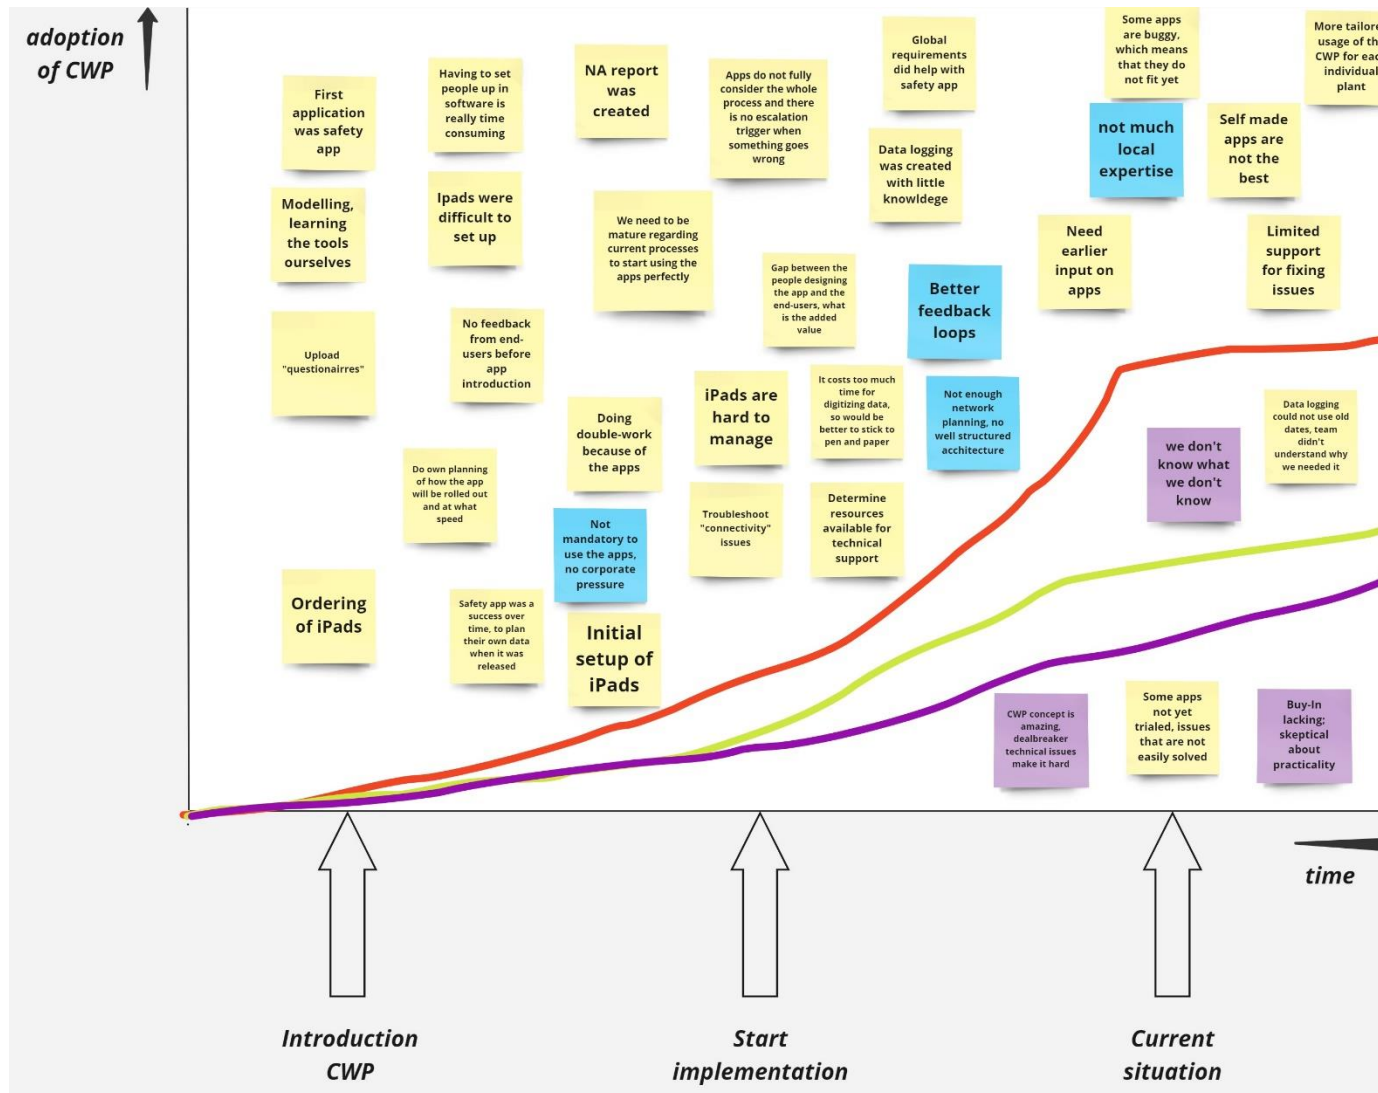 adoption
of CWP
First
application
was safety
app
Having to set
people up in
software is
really time
consuming
NA report
was
created
Apps do not fully
consider the whole
process and there
is no escalation
trigger when
something goes
wrong
Global
requirements
did help with
safety app
Some apps
are buggy,
which means
that they do
not fit yet
More tailore
usage of th
CWP for eac
individual
plant
not much
local
expertise
Self made
apps are
not the
best
Data logging
was created
with little
knowldege
Modelling,
learning
the tools
ourselves
Ipads were
difficult to
set up
We need to be
mature regarding
current processes
to start using the
apps perfectly
Need
earlier
input on
apps
Limited
support
for fixing
issues
Gap between the
people designing
the app and the
end-users, what
is the added
value
Better
feedback
loops
Upload
"questionairres"
No feedback
from end-
users before
app
introduction
iPads are
hard to
manage
It costs too much
time for
digitizing data,
so would be
better to stick to
pen and paper
Not enough
network
planning, no
well structured
acchitecture
Doing
double-work
because of
the apps
Data logging
could not use old
dates, team
didn't
understand why
we needed it
we don't
know what
we don't
know
Do own planning
of how the app
will be rolled out
and at what
speed
Troubleshoot
"connectivity"
issues
Determine
resources
available for
technical
support
Not
mandatory to
use the apps,
no corporate
pressure
Ordering
of iPads
Safety app was a
success over
time, to plan
their own data
when it was
released
Initial
setup of
iPads
CWP concept is
amazing,
dealbreaker
technical issues
make it hard
Some apps
not yet
trialed, issues
that are not
easily solved
Buy-In
lacking;
skeptical
about
practicality
time
Introduction
CWP
Start
implementation
Current
situation